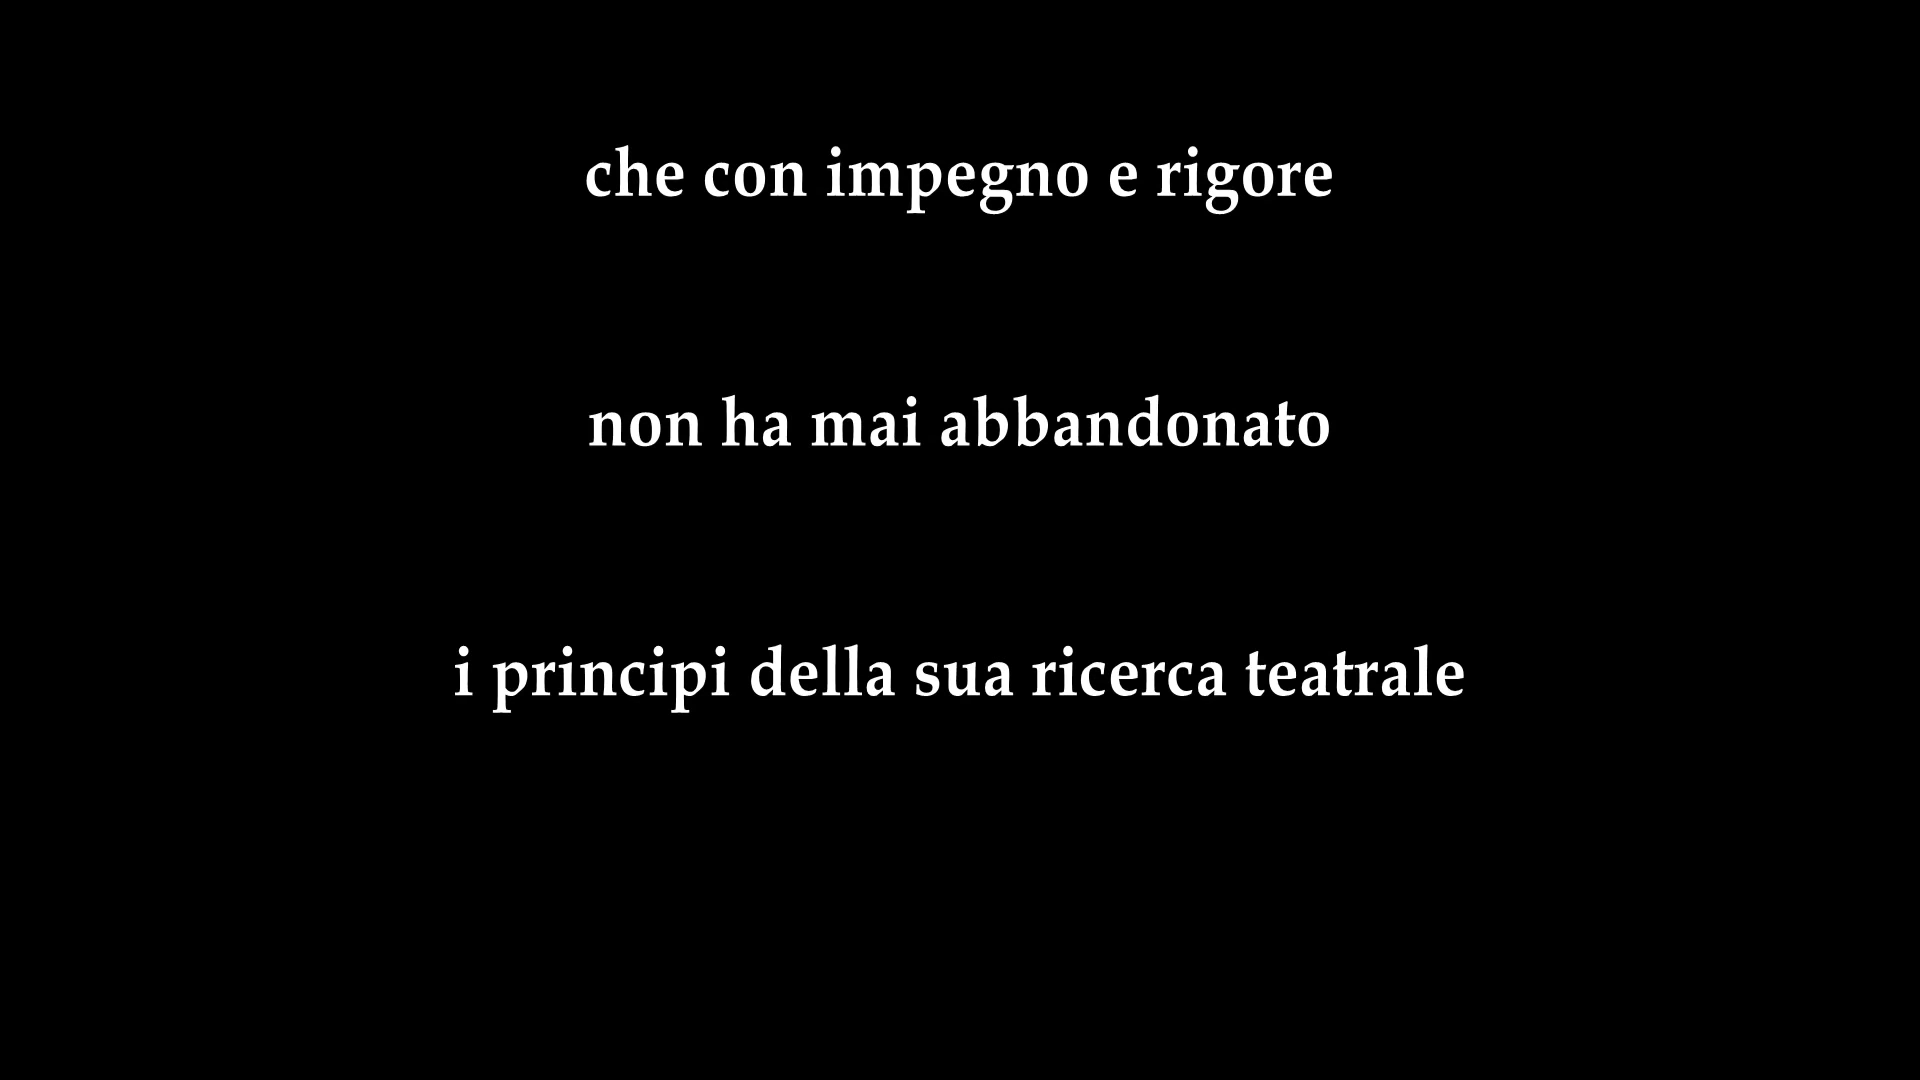 che con impegno e rigore
non ha mai abbandonato
i principi della sua ricerca teatrale